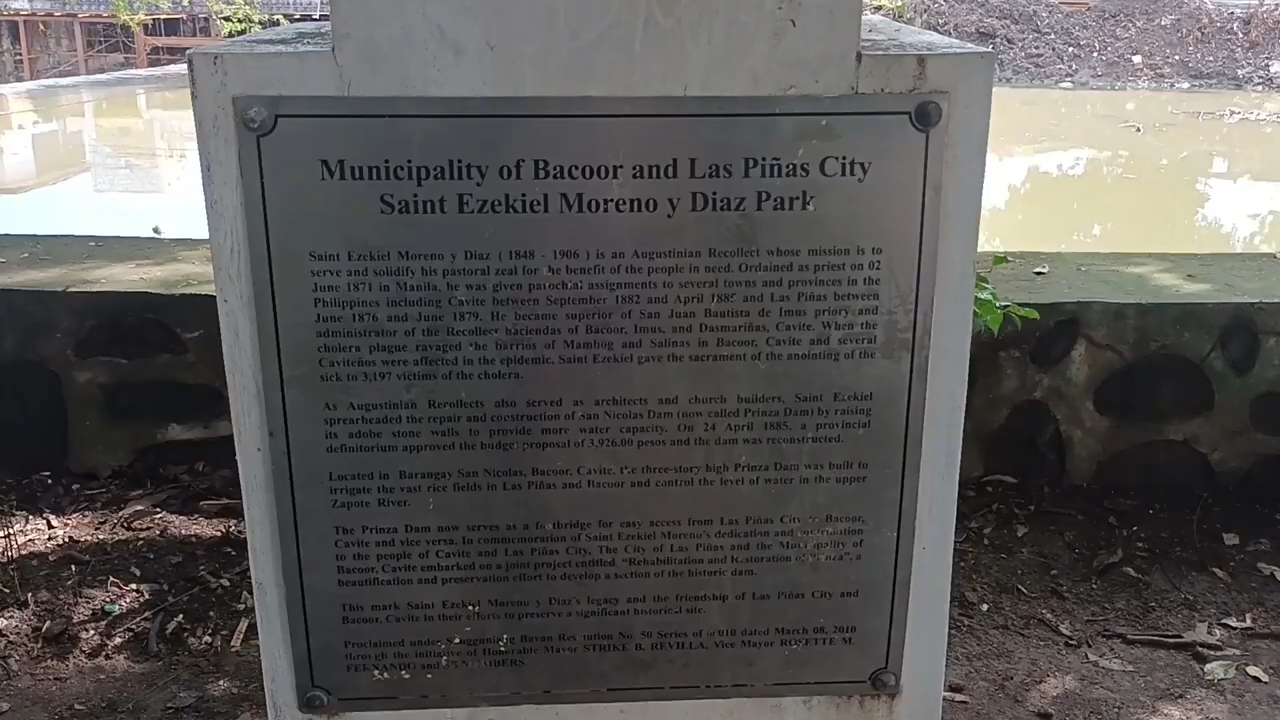 Municipality of Bacoor and Las Piñas City
Saint Ezekiel Moreno y Diaz Park
Saint Ezekiel Moreno y Diaz ( 1848 - 1906 ) is an Augustinian Recollect whose mission is to
serve and solidify his pastoral zeal for the benefit of the people in need. Ordained as priest on 02
June 1871 in Manila, he was given parochial assignments to several towns and provinces in the
Philippines including Cavite between September 1882 and April 1885 and Las Piñas between
June 1876 and June 1879. He became superior of San Juan Bautista de Imus priory and
administrator of the Recollect haciendas of Bacoor, Imus, and Dasmariñas, Cavite. When the
cholera plague ravaged the barrios of Mambog and Salinas in Bacoor, Cavite and several
Caviteños were affected in the epidemic, Saint Ezekiel gave the sacrament of the anointing of the
sick to 3,197 victims of the cholera.
As Augustinian Recollects also served as architects and church builders, Saint Ezekiel
sprearheaded the repair and construction of San Nicolas Dam (now called Prinza Dam) by raising
its adobe stone walls to provide more water capacity. On 24 April 1885, a provincial
definitorium approved the budget proposal of 3,926.00 pesos and the dam was reconstructed.
Located in Barangay San Nicolas, Bacoor, Cavite, the three-story high Prinza Dam was built to
irrigate the vast rice fields in Las Piñas and Bacoor and control the level of water in the upper
Zapote River.
The Prinza Dam now serves as a footbridge for easy access from Las Piñas City to Bacoor,
Cavite and vice versa. In commemoration of Saint Ezekiel Moreno's dedication and contribution
to the people of Cavite and Las Piñas City, The City of Las Piñas and the Municipality of
Bacoor, Cavite embarked on a joint project entitled, "Rehabilitation and Restoration of Prinza", a
beautification and preservation effort to develop a section of the historic dam.
This mark Saint Ezekiel Moreno y Diaz's legacy and the friendship of Las Piñas City and
Bacoor, Cavite in their efforts to preserve a significant historical site.
Proclaimed under Sangguniang Bayan Resolution No. 50 Series of 2010 dated March 08, 2010
through the initiative of Honorable Mayor STRIKE B. REVILLA, Vice Mayor ROSETTE M.
FERNANDO and SB MEMBERS.